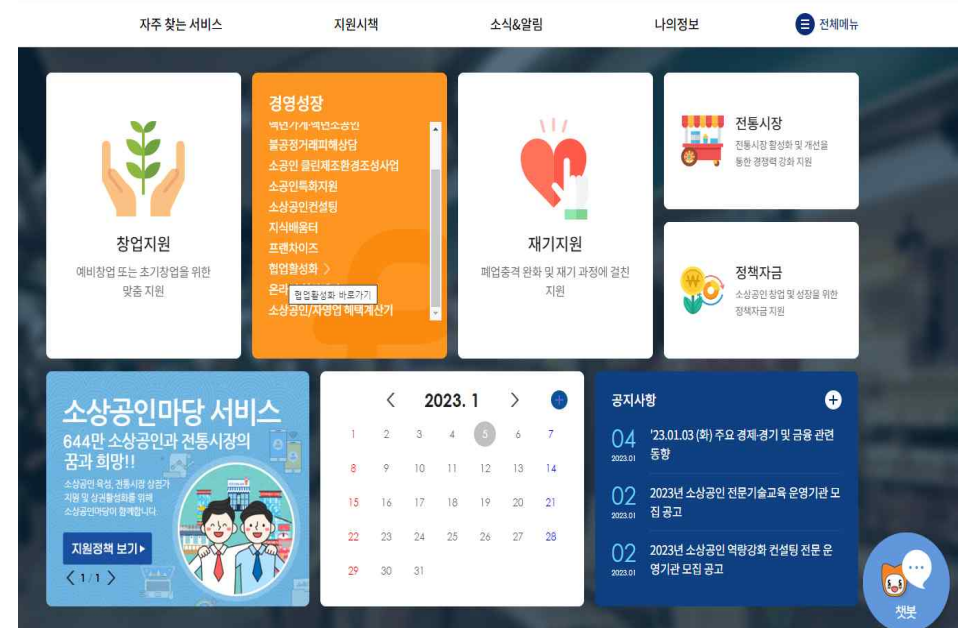 자주 찾는 서비스
지원시책
소식&알림
나의정보
전체메뉴
창업지원
예비창업 또는 초기창업을 위한
맞춤 지원
경영성장
백년가게·백년소공인
불공정거래피해상담
소공인 클린제조환경조성사업
소공인특화지원
소상공인컨설팅
지식배움터
프랜차이즈
협업활성화 〉
온라
협업활성화 바로가기
소상공인/자영업 혜택계산기
재기지원
폐업충격 완화 및 재기 과정에 걸친
지원
전통시장
전통시장 활성화 및 개선을
통한 경쟁력 강화 지원
정책자금
소상공인 창업 및 성장을 위한
정책자금 지원
소상공인마당 서비스
644만 소상공인과 전통시장의
꿈과 희망!!
소상공인 육성, 전통시장 상점가
지원 및 상권활성화를 위해
소상공인마당이 함께합니다.
지원정책 보기▶
〈 1 / 1 〉
〈 2023. 1 〉 +
1 2 3 4 5 6 7
8 9 10 11 12 13 14
15 16 17 18 19 20 21
22 23 24 25 26 27 28
29 30 31
공지사항 +
04 2023.01
'23.01.03 (화) 주요 경제·경기 및 금융 관련
동향
02 2023.01
2023년 소상공인 전문기술교육 운영기관 모
집 공고
02 2023.01
2023년 소상공인 역량강화 컨설팅 전문 운
영기관 모집 공고
챗봇